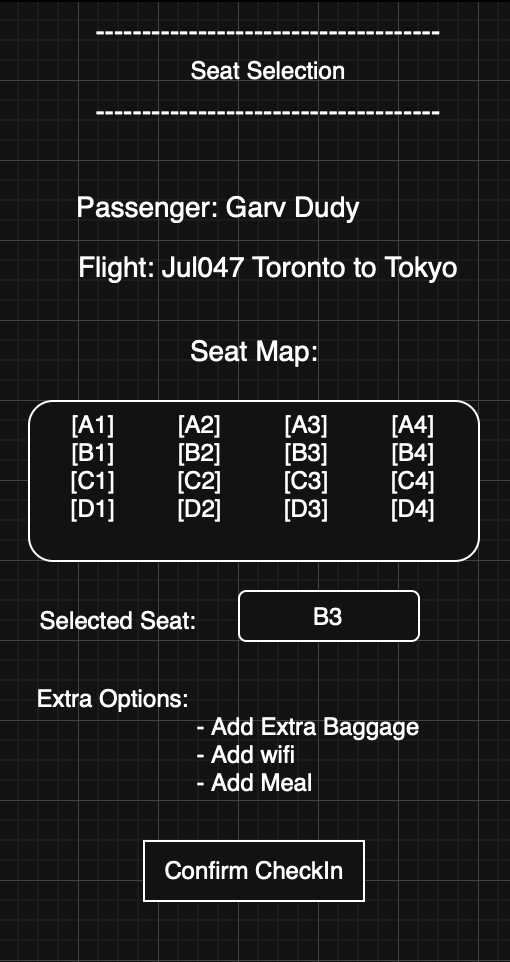 -------------------------------------
Seat Selection
-------------------------------------
Passenger: Garv Dudy
Flight: Jul047 Toronto to Tokyo
Seat Map:
[A1] [A2] [A3] [A4]
[B1] [B2] [B3] [B4]
[C1] [C2] [C3] [C4]
[D1] [D2] [D3] [D4]
Selected Seat: B3
Extra Options:
- Add Extra Baggage
- Add wifi
- Add Meal
Confirm CheckIn